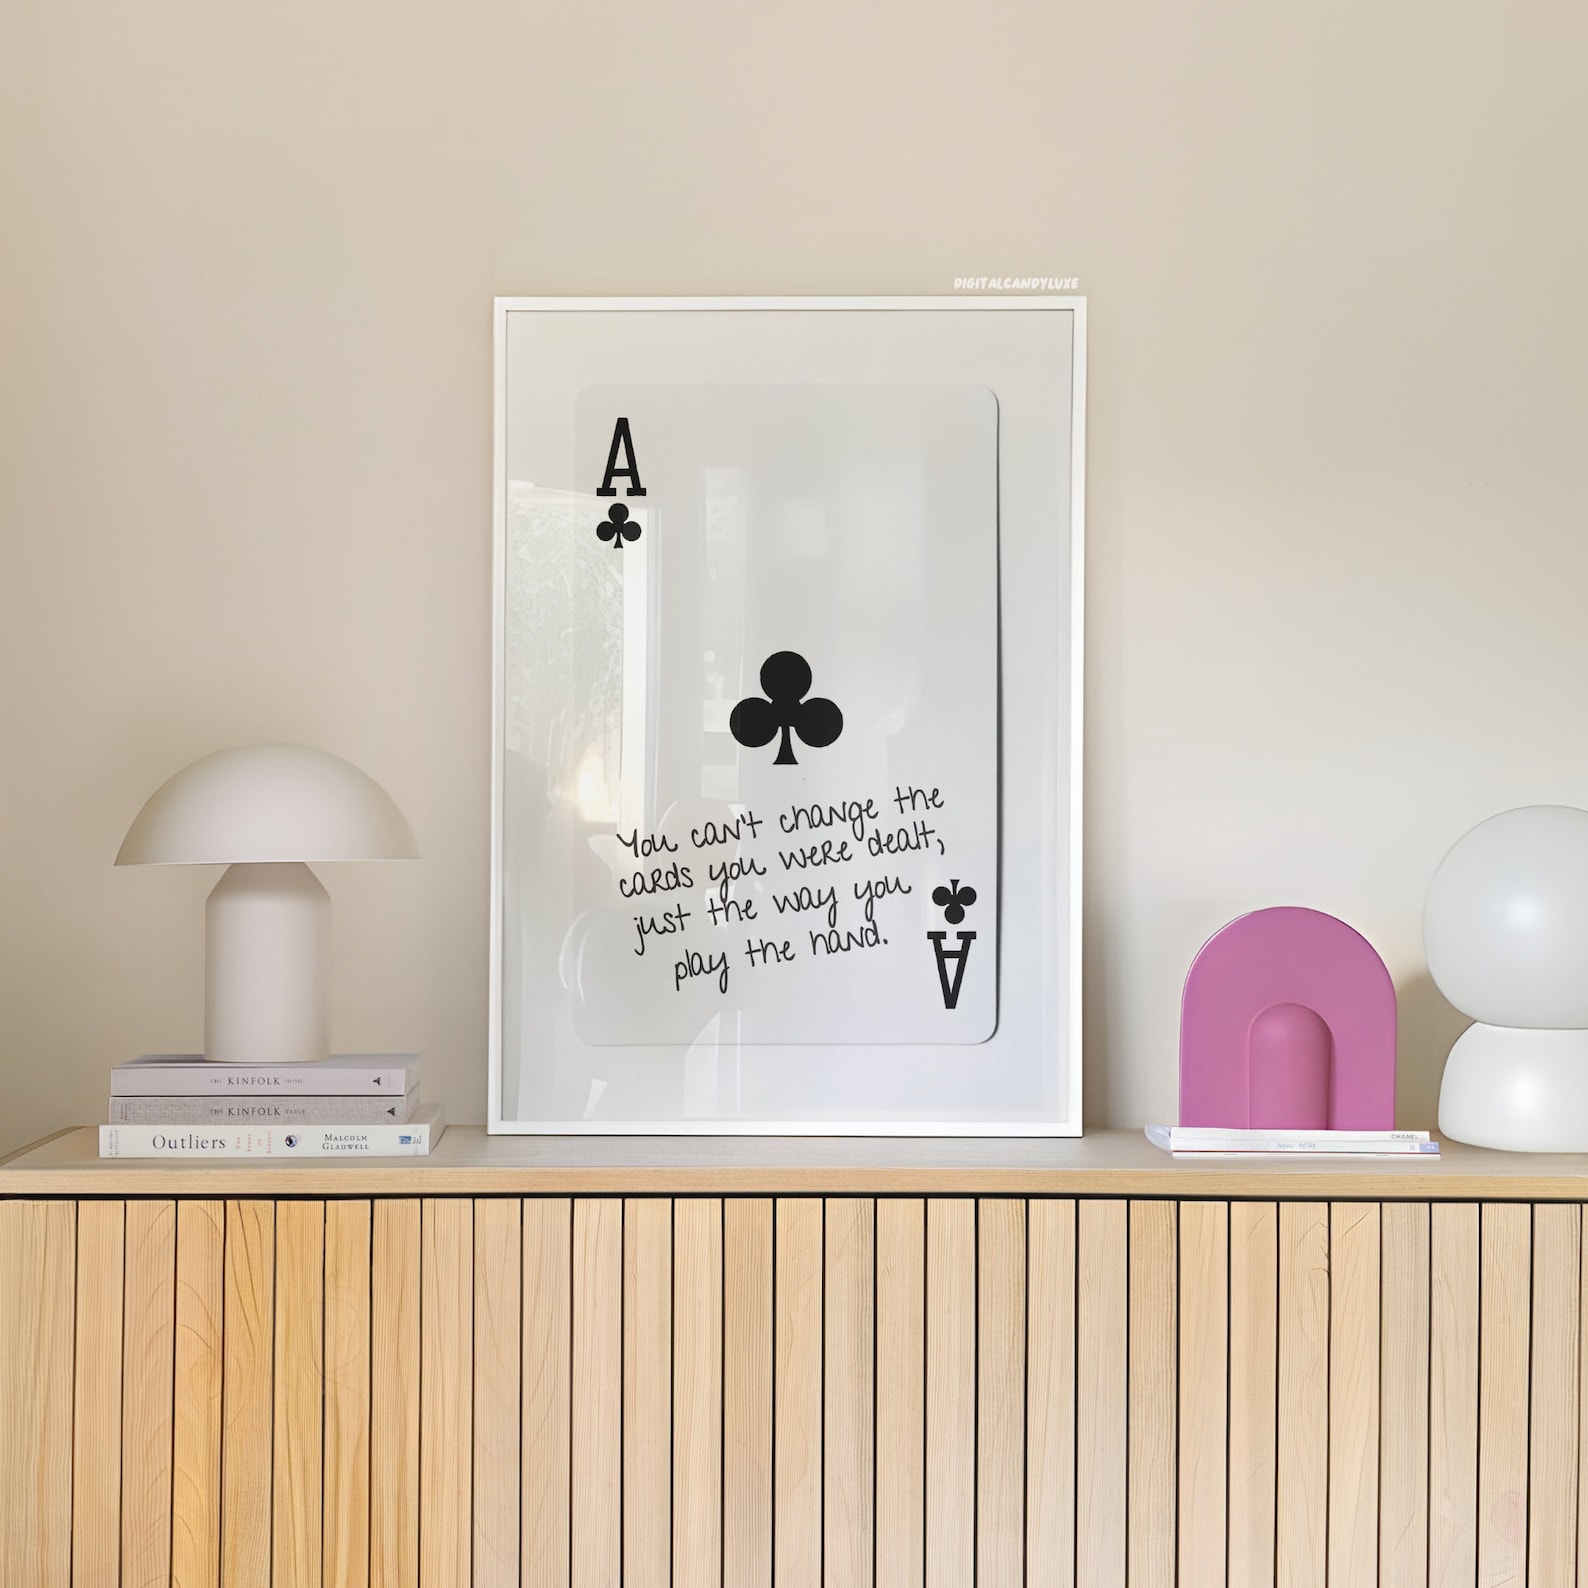 DIGITALCANDYLUXE
A
You can't change the
cards you were dealt,
just the way you
play the hand.
A
THE KINFOLK HOME
THE KINFOLK TABLE
Outliers
MALCOLM
GLADWELL
CHANEL